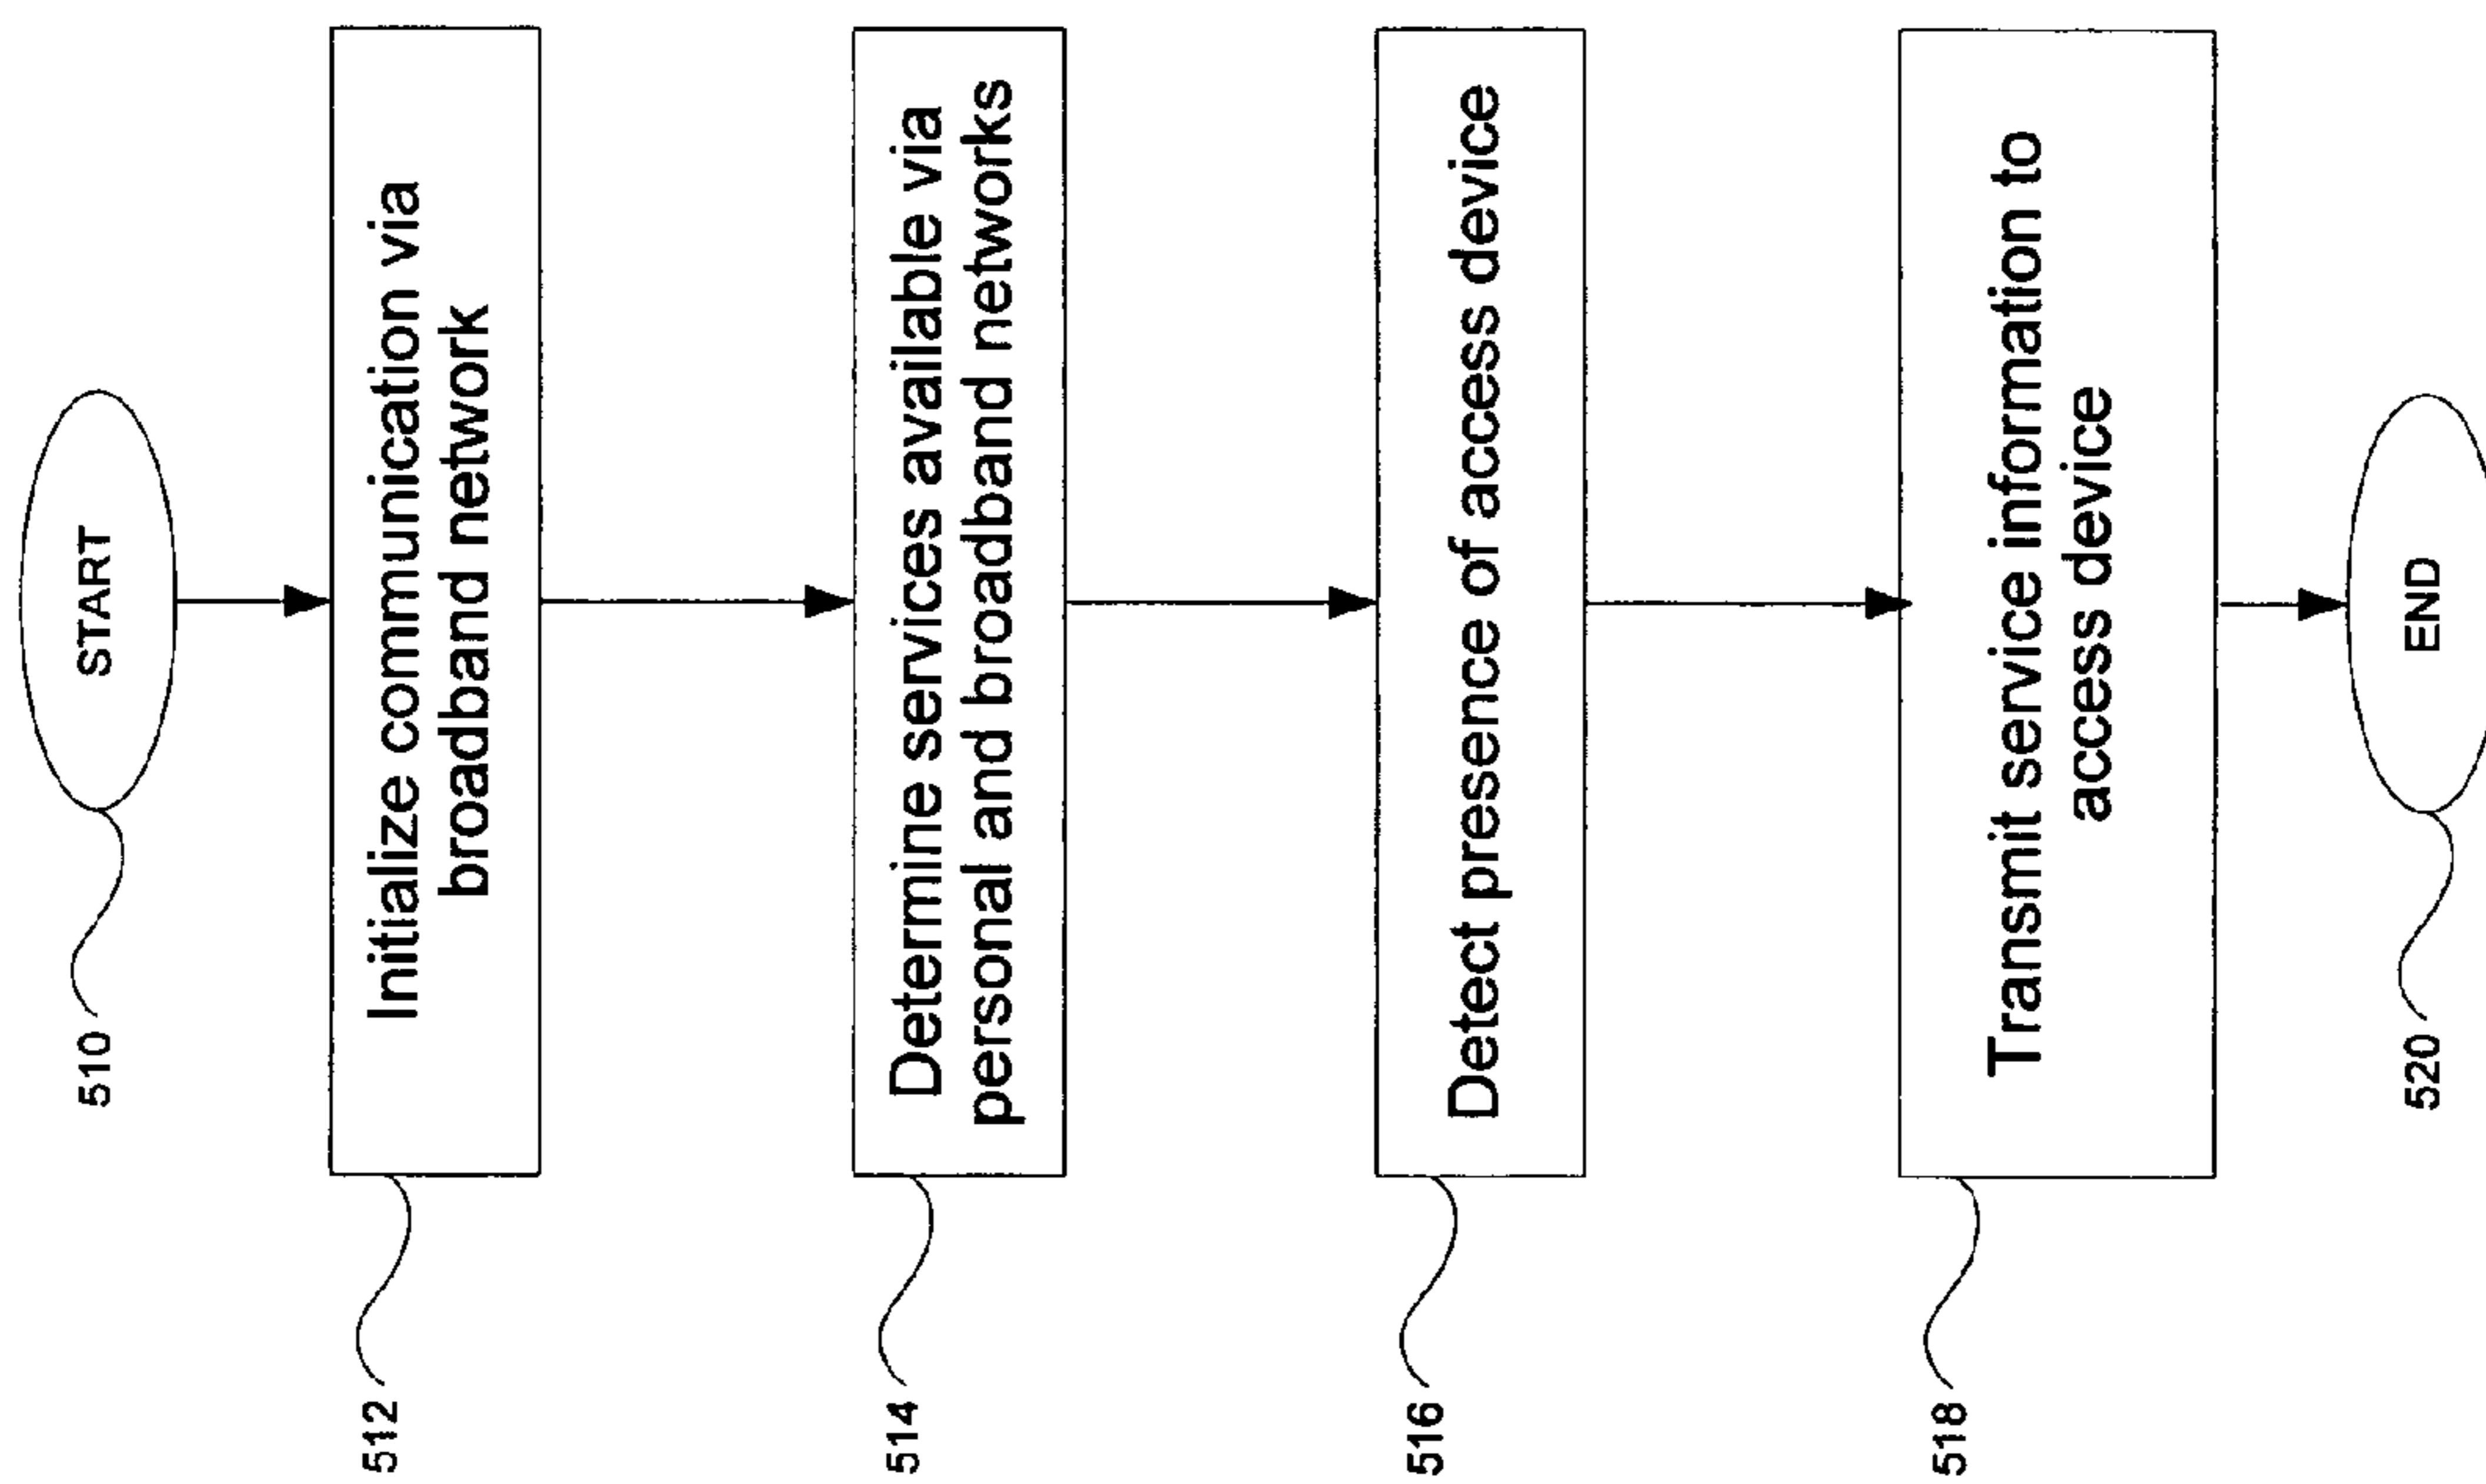 START
510
Initialize communication via
broadband network
512
Determine services available via
personal and broadband networks
514
Detect presence of access device
516
Transmit service information to
access device
518
END
520